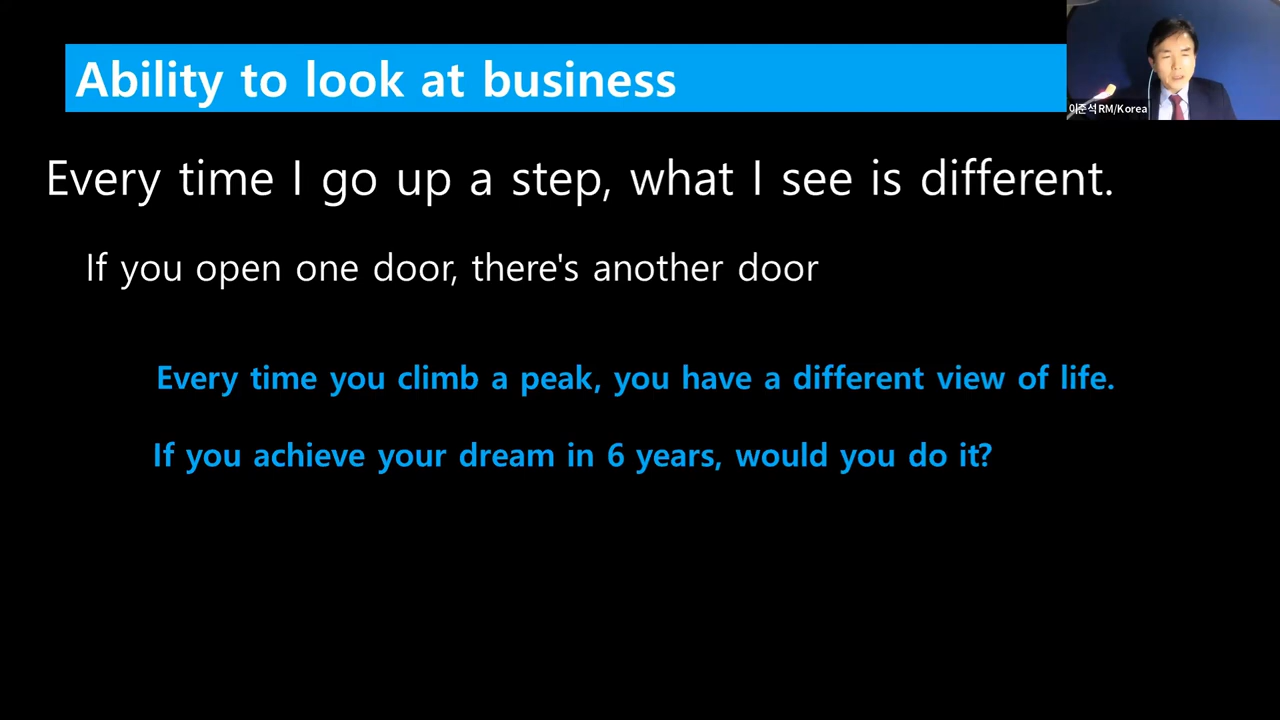 Ability to look at business
이준석RM/Korea
Every time I go up a step, what I see is different.
If you open one door, there's another door
Every time you climb a peak, you have a different view of life.
If you achieve your dream in 6 years, would you do it?